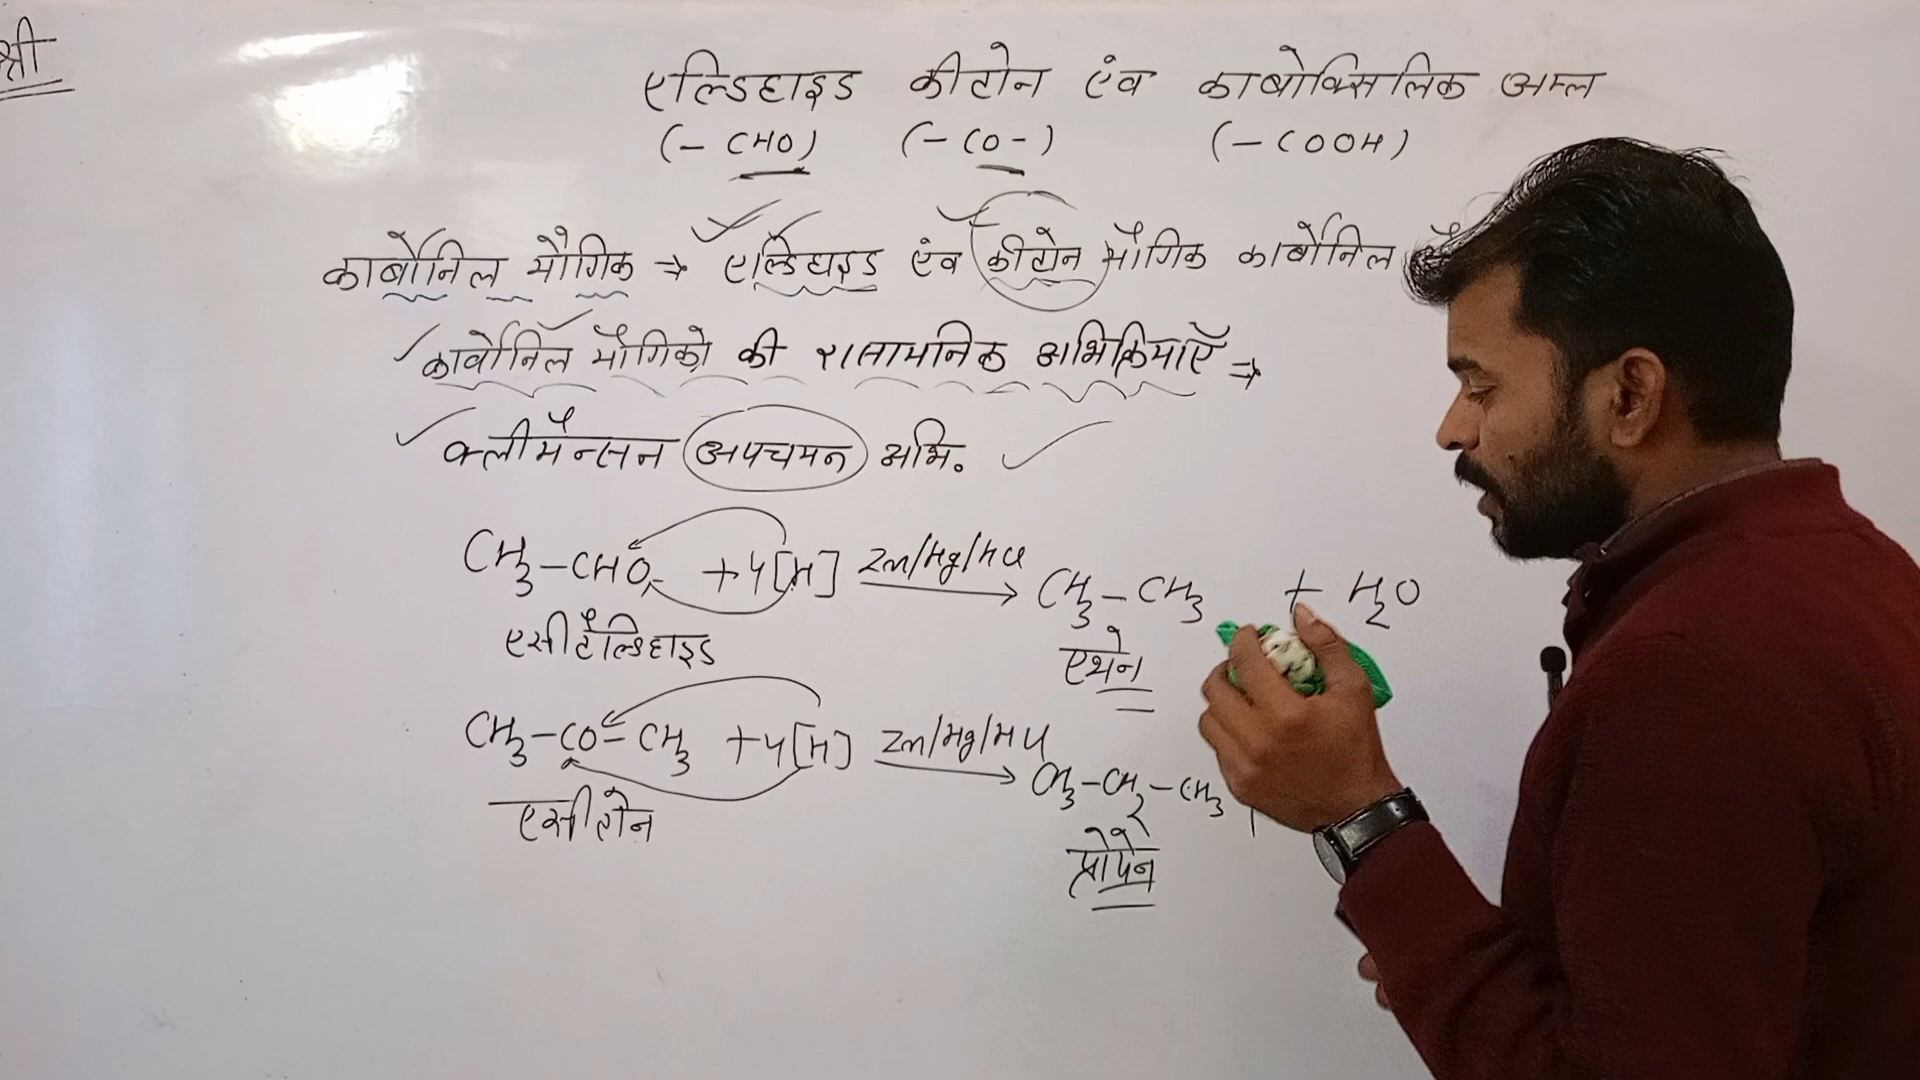 श्री
एल्डिहाइड कीटोन एंव कार्बोक्सिलिक अम्ल
(-CHO) (-CO-) (-COOH)
कार्बोनिल यौगिक → एल्डिहाइड एंव कीटोन यौगिक कार्बोनिल
कार्बोनिल यौगिको की रासायनिक अभिक्रियाएँ ⇒
क्लीमैन्सन अपचयन अभि.
CH3-CHO + 4[H] Zn/Hg/HCl → CH3-CH3 + H2O
एसीटैल्डिहाइड एथेन
CH3-CO-CH3 + 4[H] Zn/Hg/HCl → CH3-CH2-CH3
एसीटोन प्रोपेन